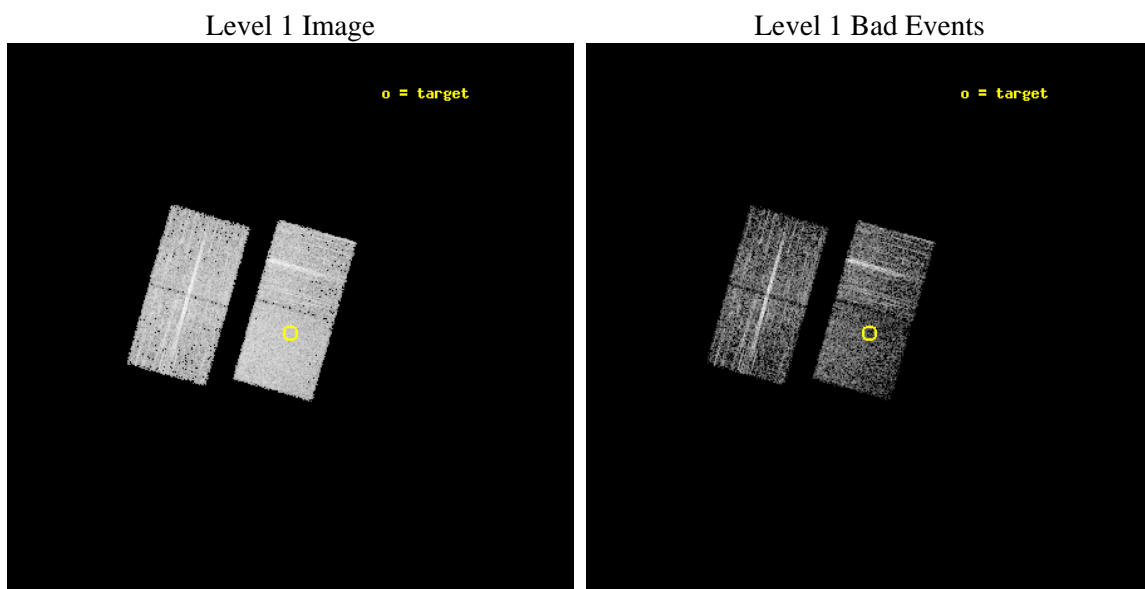 Level 1 Image
Level 1 Bad Events
o = target
o = target